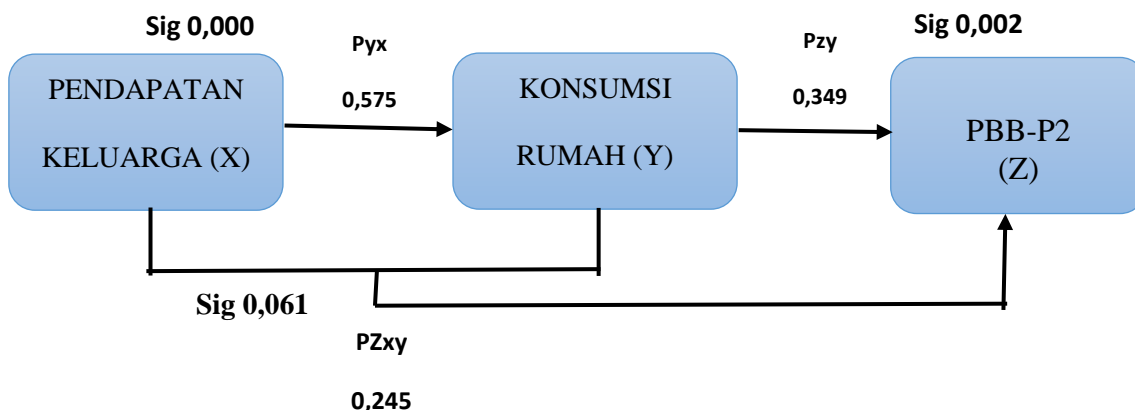 Sig 0,000
Pyx
Pzy
Sig 0,002
PENDAPATAN
KELUARGA (X)
0,575
KONSUMSI
RUMAH (Y)
0,349
PBB-P2
(Z)
Sig 0,061
PZxy
0,245